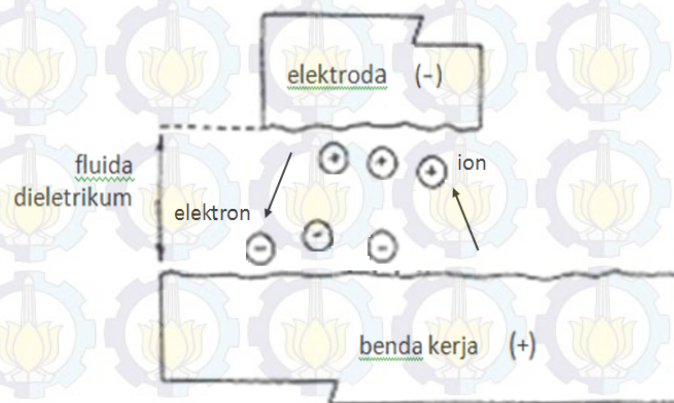 elektroda (-)
fluida
dieletrikum
ion
elektron
benda kerja (+)